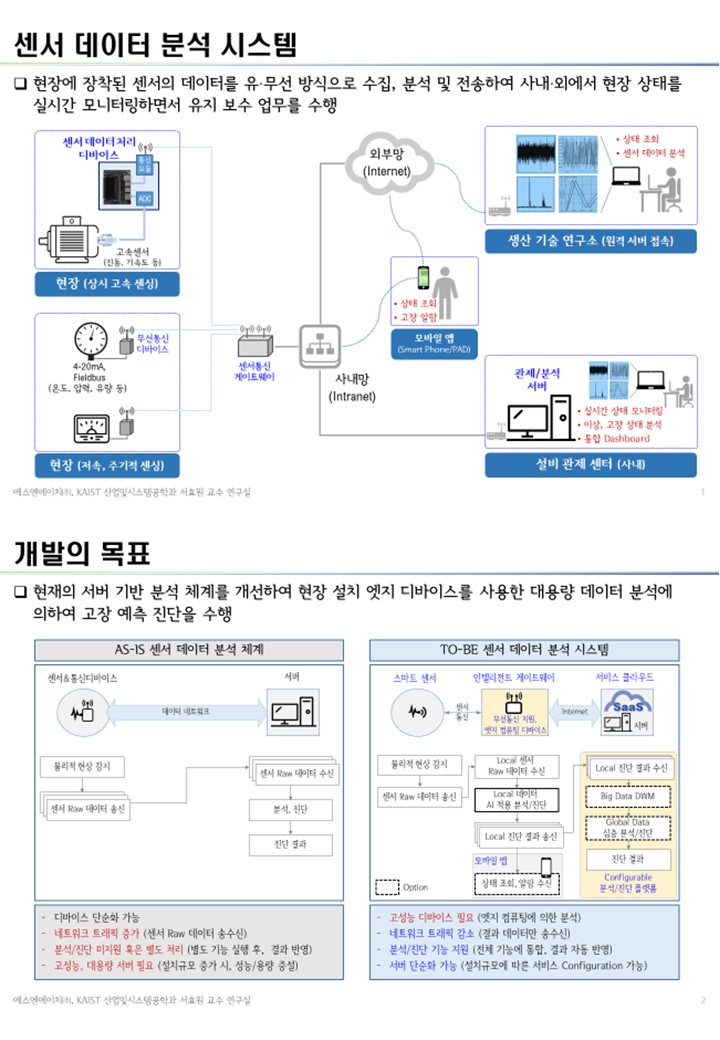 센서 데이터 분석 시스템
❑ 현장에 장착된 센서의 데이터를 유·무선 방식으로 수집, 분석 및 전송하여 사내·외에서 현장 상태를
실시간 모니터링하면서 유지 보수 업무를 수행
센서 데이터 처리
디바이스
통신
모듈
ADC
고속센서
(진동, 가속도 등)
현장 (상시 고속 센싱)
무선통신
디바이스
4-20mA,
Fieldbus
(온도, 압력, 유량 등)
현장 (저속, 주기적 센싱)
센서통신
게이트웨이
외부망
(Internet)
사내망
(Intranet)
• 상태 조회
• 고장 알람
모바일 앱
(Smart Phone/PAD)
• 상태 조회
• 센서 데이터 분석
생산 기술 연구소 (원격 서버 접속)
관제/분석
서버
• 실시간 상태 모니터링
• 이상, 고장 상태 분석
• 통합 Dashboard
설비 관제 센터 (사내)
에스엔에이치㈜, KAIST 산업및시스템공학과 서효원 교수 연구실
1
개발의 목표
❑ 현재의 서버 기반 분석 체계를 개선하여 현장 설치 엣지 디바이스를 사용한 대용량 데이터 분석에
의하여 고장 예측 진단을 수행
AS-IS 센서 데이터 분석 체계
센서&통신디바이스
서버
데이터 네트워크
물리적 현상 감지
센서 Raw 데이터 송신
센서 Raw 데이터 수신
분석, 진단
진단 결과
- 디바이스 단순화 가능
- 네트워크 트래픽 증가 (센서 Raw 데이터 송수신)
- 분석/진단 미지원 혹은 별도 처리 (별도 기능 실행 후, 결과 반영)
- 고성능, 대용량 서버 필요 (설치규모 증가 시, 성능/용량 증설)
TO-BE 센서 데이터 분석 시스템
스마트 센서
인텔리전트 게이트웨이
서비스 클라우드
센서
통신
무선통신 지원,
엣지 컴퓨팅 디바이스
Internet
SaaS
서버
물리적 현상 감지
센서 Raw 데이터 송신
Local 센서
Raw 데이터 수신
Local 데이터
AI 적용 분석/진단
Local 진단 결과 송신
모바일 앱
상태 조회, 알람 수신
Option
Local 진단 결과 수신
Big Data DWM
Global Data
심층 분석/진단
진단 결과
Configurable
분석/진단 플랫폼
- 고성능 디바이스 필요 (엣지 컴퓨팅에 의한 분석)
- 네트워크 트래픽 감소 (결과 데이터만 송수신)
- 분석/진단 기능 지원 (전체 기능에 통합, 결과 자동 반영)
- 서버 단순화 가능 (설치규모에 따른 서비스 Configuration 가능)
에스엔에이치㈜, KAIST 산업및시스템공학과 서효원 교수 연구실
2